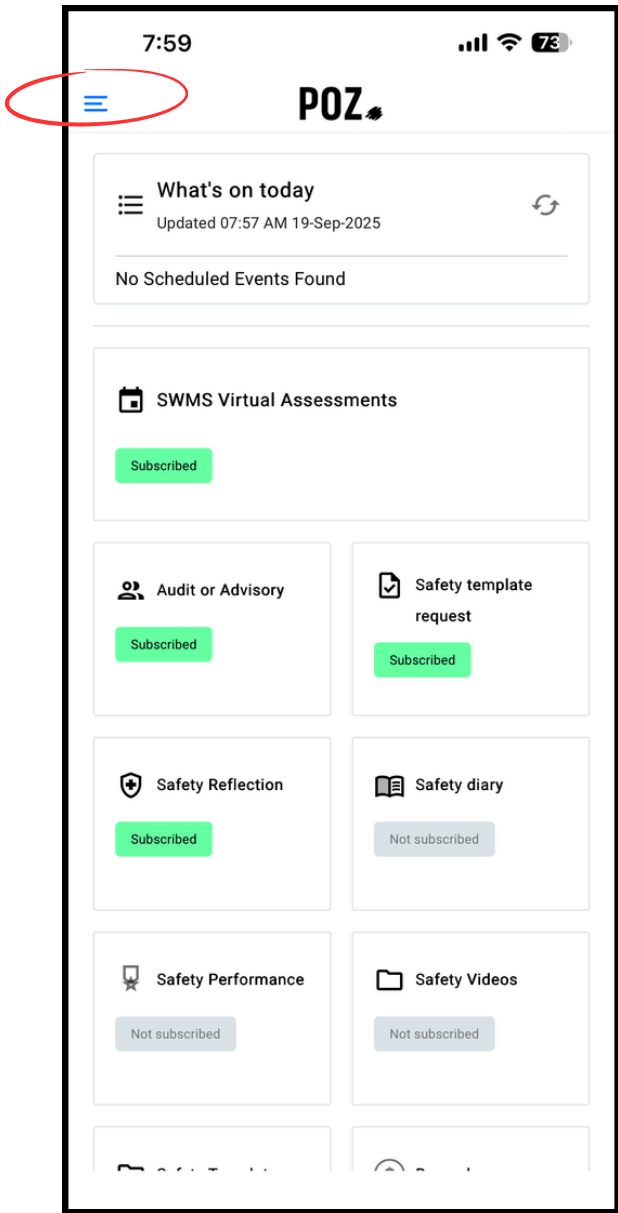 7:59
73
POZ
What's on today
Updated 07:57 AM 19-Sep-2025
No Scheduled Events Found
SWMS Virtual Assessments
Subscribed
Audit or Advisory
Subscribed
Safety template
request
Subscribed
Safety Reflection
Subscribed
Safety diary
Not subscribed
Safety Performance
Not subscribed
Safety Videos
Not subscribed